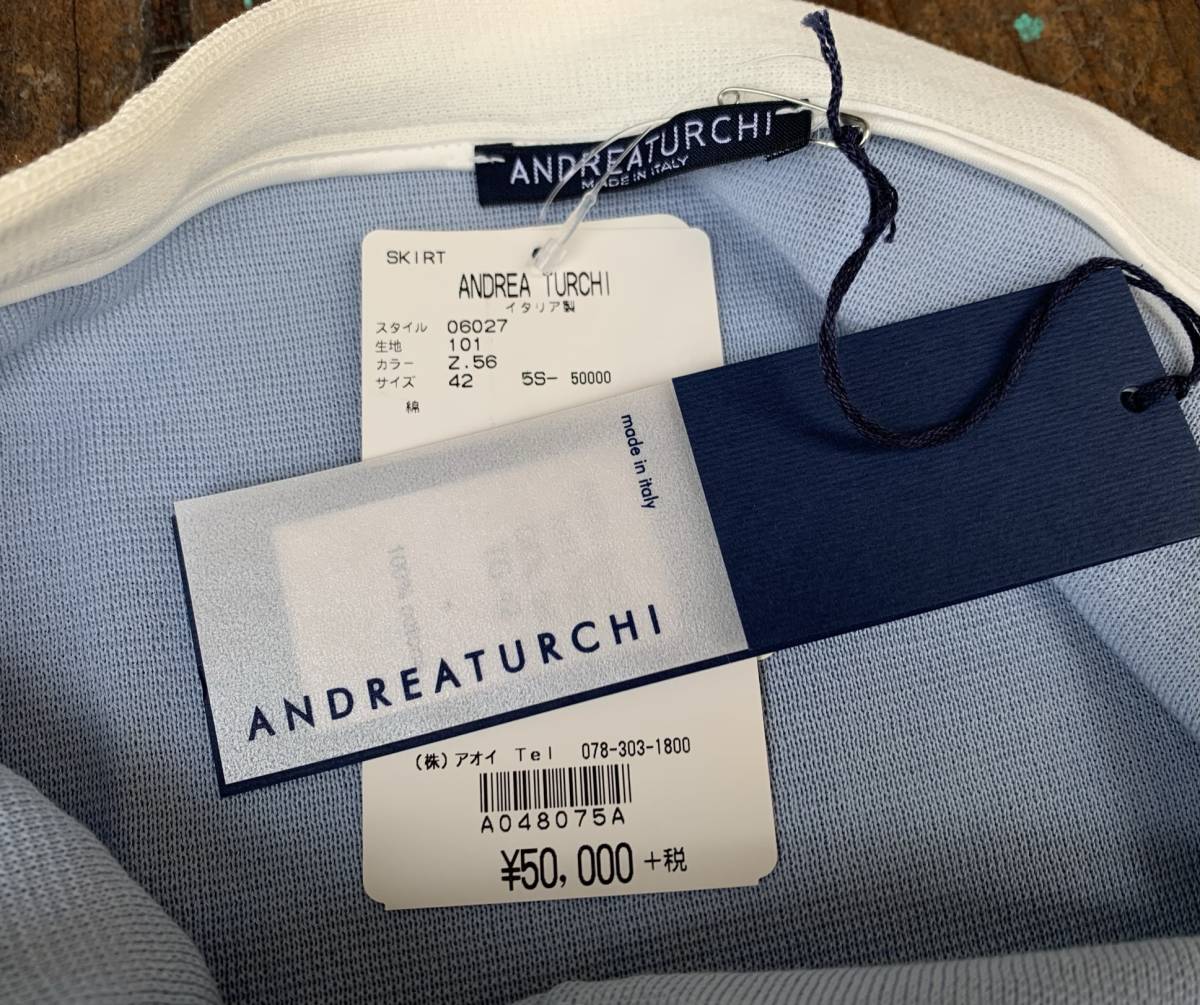 ANDREATURCHI
MADE IN ITALY
SKIRT
ANDREA TURCHI
イタリア製
スタイル 06027
生地 101
カラー Z.56
サイズ 42 5S- 50000
綿
made in italy
100%
ANDREATURCHI
(株)アオイ Tel 078-303-1800
A048075A
¥50,000 +税